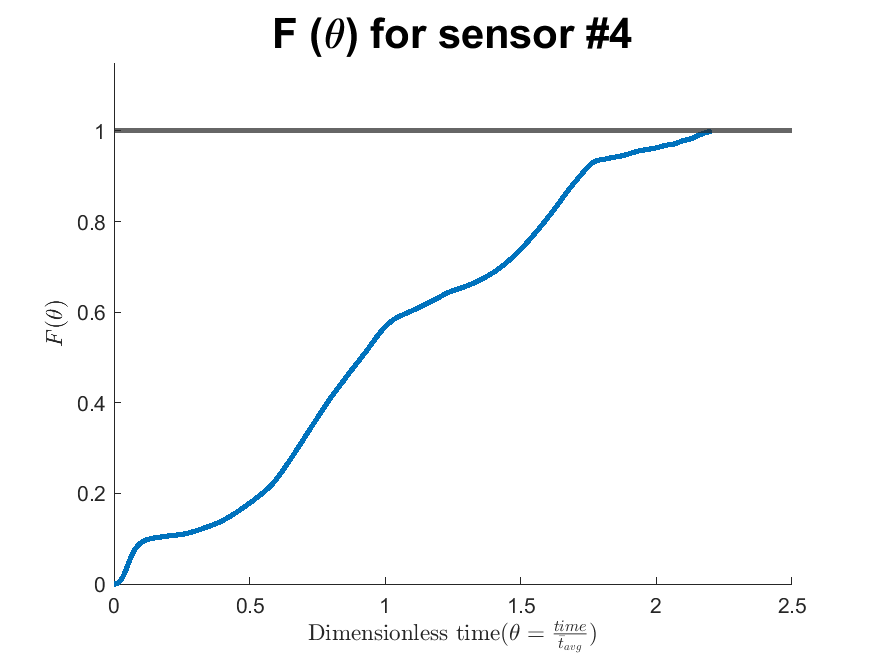 F (θ) for sensor #4
1
0.8
0.6
0.4
0.2
0
F(θ)
0 0.5 1 1.5 2 2.5
Dimensionless time(θ = time/t̄avg)